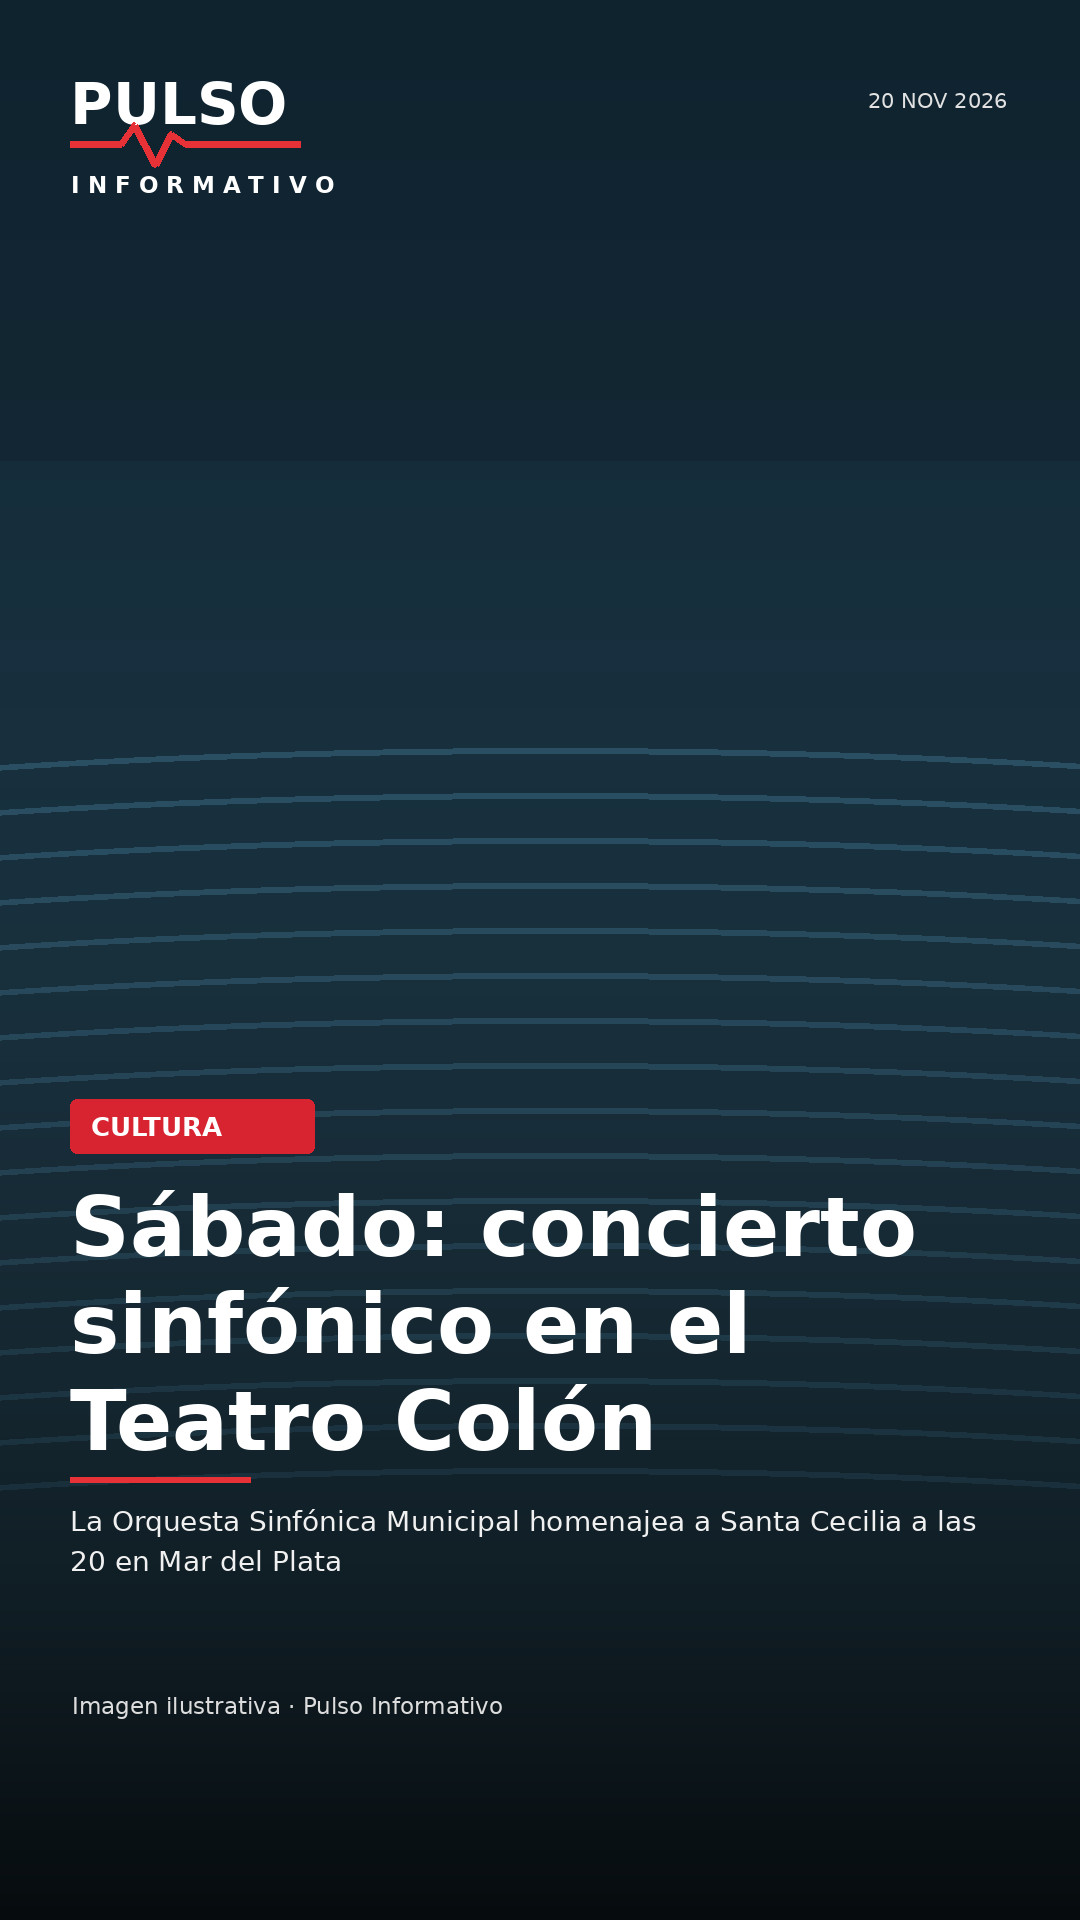 PULSO
INFORMATIVO
20 NOV 2026
CULTURA
Sábado: concierto
sinfónico en el
Teatro Colón
La Orquesta Sinfónica Municipal homenajea a Santa Cecilia a las
20 en Mar del Plata
Imagen ilustrativa · Pulso Informativo